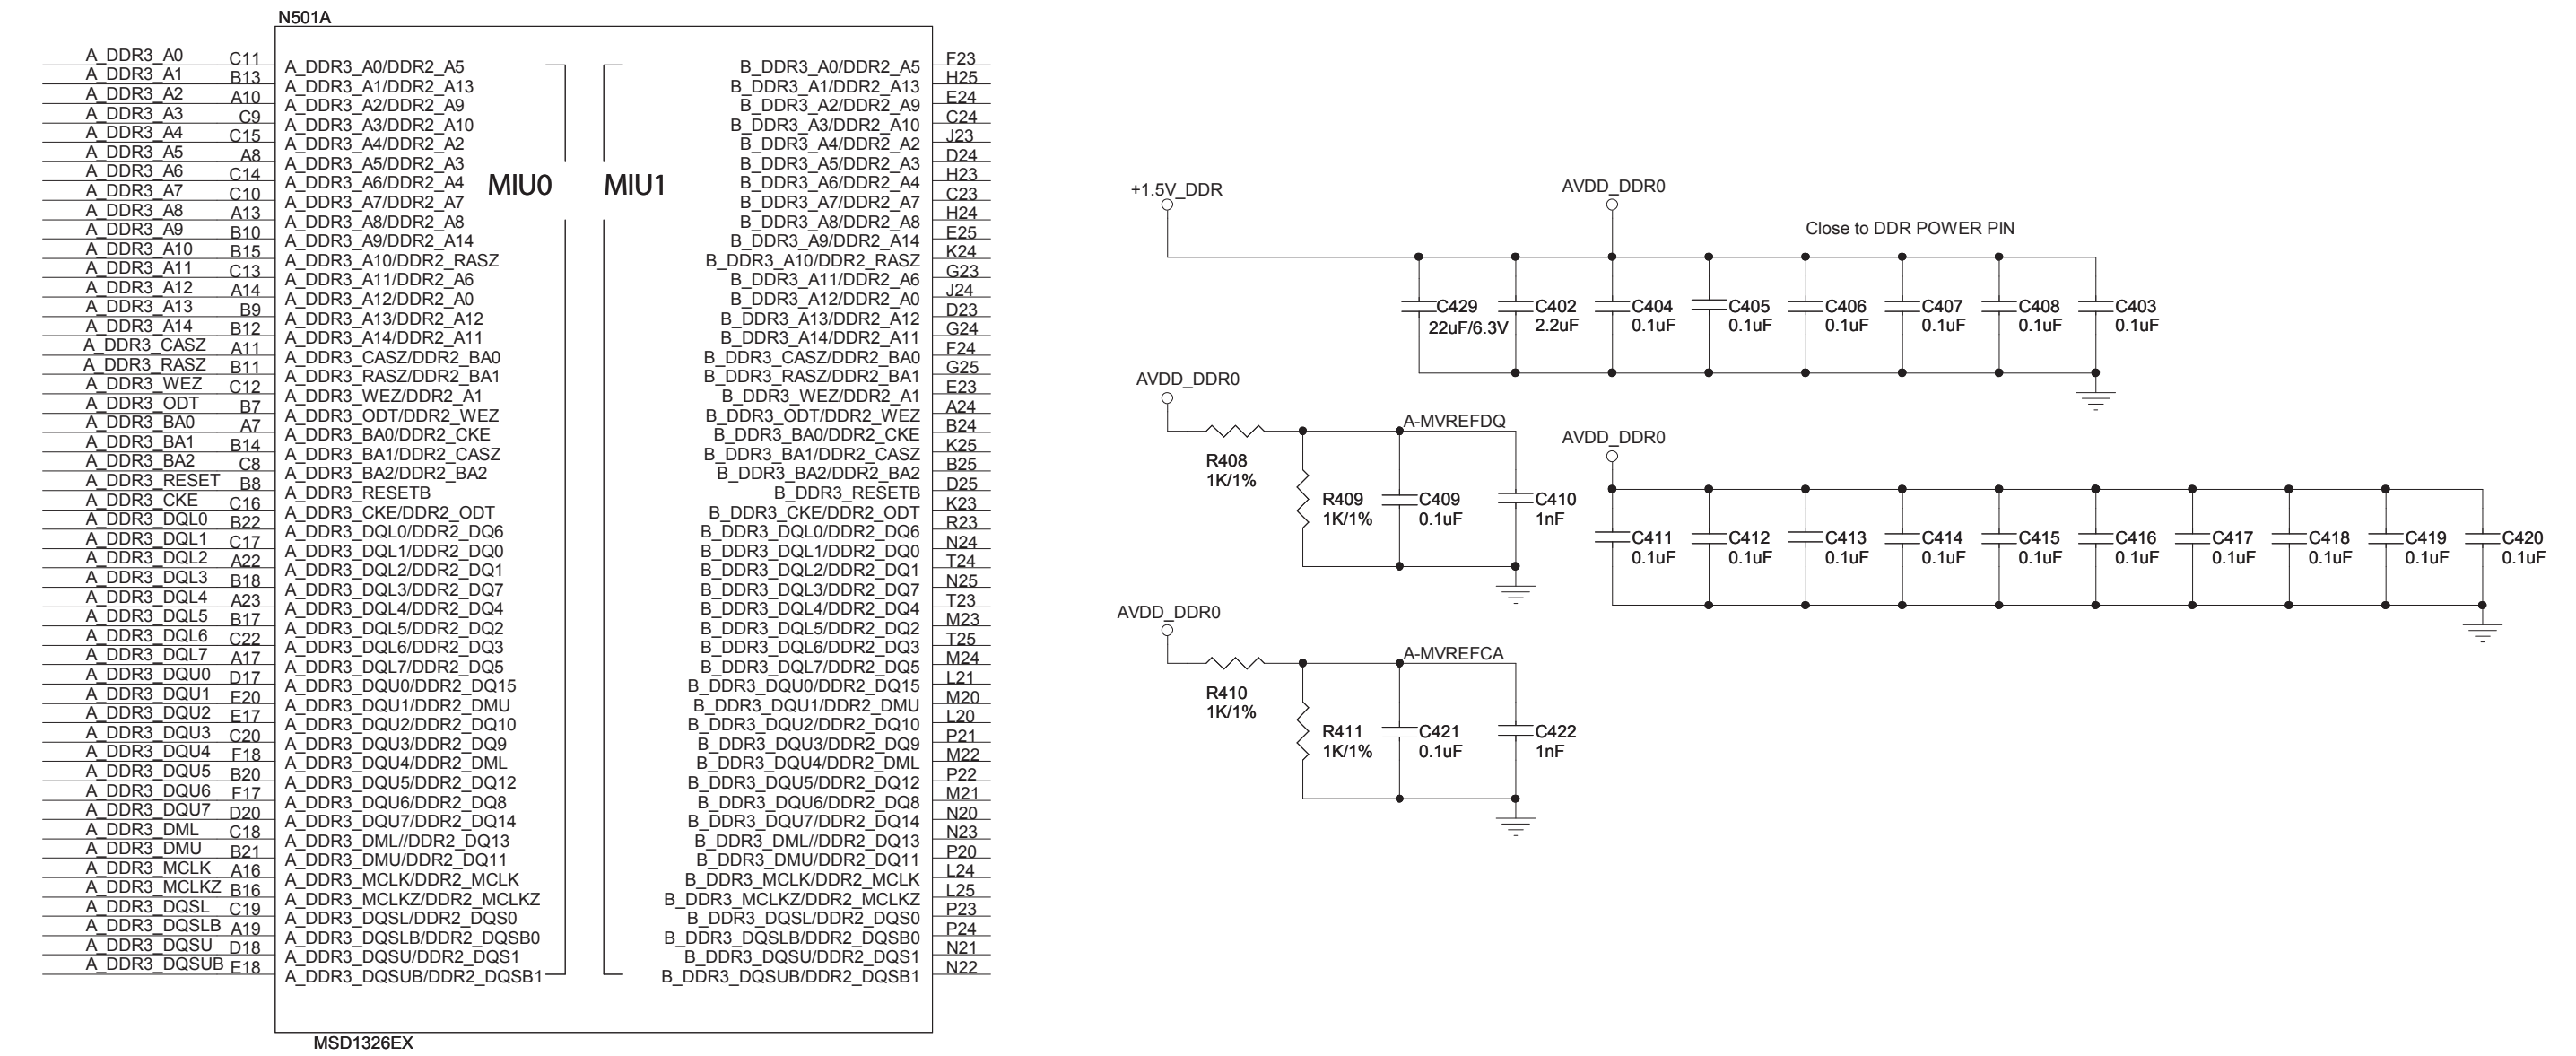 N501A
A_DDR3_A0 C11 A_DDR3_A0/DDR2_A5 B_DDR3_A0/DDR2_A5 F23
A_DDR3_A1 B13 A_DDR3_A1/DDR2_A13 B_DDR3_A1/DDR2_A13 H25
A_DDR3_A2 A10 A_DDR3_A2/DDR2_A9 B_DDR3_A2/DDR2_A9 E24
A_DDR3_A3 C9 A_DDR3_A3/DDR2_A10 B_DDR3_A3/DDR2_A10 C24
A_DDR3_A4 C15 A_DDR3_A4/DDR2_A2 B_DDR3_A4/DDR2_A2 J23
A_DDR3_A5 A8 A_DDR3_A5/DDR2_A3 B_DDR3_A5/DDR2_A3 D24
A_DDR3_A6 C14 A_DDR3_A6/DDR2_A4 MIU0 MIU1 B_DDR3_A6/DDR2_A4 H23
A_DDR3_A7 C10 A_DDR3_A7/DDR2_A7 B_DDR3_A7/DDR2_A7 C23
A_DDR3_A8 A13 A_DDR3_A8/DDR2_A8 B_DDR3_A8/DDR2_A8 H24
A_DDR3_A9 B10 A_DDR3_A9/DDR2_A14 B_DDR3_A9/DDR2_A14 E25
A_DDR3_A10 B15 A_DDR3_A10/DDR2_RASZ B_DDR3_A10/DDR2_RASZ K24
A_DDR3_A11 C13 A_DDR3_A11/DDR2_A6 B_DDR3_A11/DDR2_A6 G23
A_DDR3_A12 A14 A_DDR3_A12/DDR2_A0 B_DDR3_A12/DDR2_A0 J24
A_DDR3_A13 B9 A_DDR3_A13/DDR2_A12 B_DDR3_A13/DDR2_A12 D23
A_DDR3_A14 B12 A_DDR3_A14/DDR2_A11 B_DDR3_A14/DDR2_A11 G24
A_DDR3_CASZ A11 A_DDR3_CASZ/DDR2_BA0 B_DDR3_CASZ/DDR2_BA0 F24
A_DDR3_RASZ B11 A_DDR3_RASZ/DDR2_BA1 B_DDR3_RASZ/DDR2_BA1 G25
A_DDR3_WEZ C12 A_DDR3_WEZ/DDR2_A1 B_DDR3_WEZ/DDR2_A1 E23
A_DDR3_ODT B7 A_DDR3_ODT/DDR2_WEZ B_DDR3_ODT/DDR2_WEZ A24
A_DDR3_BA0 A7 A_DDR3_BA0/DDR2_CKE B_DDR3_BA0/DDR2_CKE B24
A_DDR3_BA1 B14 A_DDR3_BA1/DDR2_CASZ B_DDR3_BA1/DDR2_CASZ K25
A_DDR3_BA2 C8 A_DDR3_BA2/DDR2_BA2 B_DDR3_BA2/DDR2_BA2 B25
A_DDR3_RESET B8 A_DDR3_RESETB B_DDR3_RESETB D25
A_DDR3_CKE C16 A_DDR3_CKE/DDR2_ODT B_DDR3_CKE/DDR2_ODT K23
A_DDR3_DQL0 B22 A_DDR3_DQL0/DDR2_DQ6 B_DDR3_DQL0/DDR2_DQ6 R23
A_DDR3_DQL1 C17 A_DDR3_DQL1/DDR2_DQ0 B_DDR3_DQL1/DDR2_DQ0 N24
A_DDR3_DQL2 A22 A_DDR3_DQL2/DDR2_DQ1 B_DDR3_DQL2/DDR2_DQ1 T24
A_DDR3_DQL3 B18 A_DDR3_DQL3/DDR2_DQ7 B_DDR3_DQL3/DDR2_DQ7 N25
A_DDR3_DQL4 A23 A_DDR3_DQL4/DDR2_DQ4 B_DDR3_DQL4/DDR2_DQ4 T23
A_DDR3_DQL5 B17 A_DDR3_DQL5/DDR2_DQ2 B_DDR3_DQL5/DDR2_DQ2 M23
A_DDR3_DQL6 C22 A_DDR3_DQL6/DDR2_DQ3 B_DDR3_DQL6/DDR2_DQ3 T25
A_DDR3_DQL7 A17 A_DDR3_DQL7/DDR2_DQ5 B_DDR3_DQL7/DDR2_DQ5 M24
A_DDR3_DQU0 D17 A_DDR3_DQU0/DDR2_DQ15 B_DDR3_DQU0/DDR2_DQ15 L21
A_DDR3_DQU1 E20 A_DDR3_DQU1/DDR2_DMU B_DDR3_DQU1/DDR2_DMU M20
A_DDR3_DQU2 E17 A_DDR3_DQU2/DDR2_DQ10 B_DDR3_DQU2/DDR2_DQ10 L20
A_DDR3_DQU3 C20 A_DDR3_DQU3/DDR2_DQ9 B_DDR3_DQU3/DDR2_DQ9 P21
A_DDR3_DQU4 F18 A_DDR3_DQU4/DDR2_DML B_DDR3_DQU4/DDR2_DML M22
A_DDR3_DQU5 B20 A_DDR3_DQU5/DDR2_DQ12 B_DDR3_DQU5/DDR2_DQ12 P22
A_DDR3_DQU6 F17 A_DDR3_DQU6/DDR2_DQ8 B_DDR3_DQU6/DDR2_DQ8 M21
A_DDR3_DQU7 D20 A_DDR3_DQU7/DDR2_DQ14 B_DDR3_DQU7/DDR2_DQ14 N20
A_DDR3_DML C18 A_DDR3_DML//DDR2_DQ13 B_DDR3_DML//DDR2_DQ13 N23
A_DDR3_DMU B21 A_DDR3_DMU/DDR2_DQ11 B_DDR3_DMU/DDR2_DQ11 P20
A_DDR3_MCLK A16 A_DDR3_MCLK/DDR2_MCLK B_DDR3_MCLK/DDR2_MCLK L24
A_DDR3_MCLKZ B16 A_DDR3_MCLKZ/DDR2_MCLKZ B_DDR3_MCLKZ/DDR2_MCLKZ L25
A_DDR3_DQSL C19 A_DDR3_DQSL/DDR2_DQS0 B_DDR3_DQSL/DDR2_DQS0 P23
A_DDR3_DQSLB A19 A_DDR3_DQSLB/DDR2_DQSB0 B_DDR3_DQSLB/DDR2_DQSB0 P24
A_DDR3_DQSU D18 A_DDR3_DQSU/DDR2_DQS1 B_DDR3_DQSU/DDR2_DQS1 N21
A_DDR3_DQSUB E18 A_DDR3_DQSUB/DDR2_DQSB1 B_DDR3_DQSUB/DDR2_DQSB1 N22
MSD1326EX
+1.5V_DDR AVDD_DDR0
Close to DDR POWER PIN
C429 C402 C404 C405 C406 C407 C408 C403
22uF/6.3V 2.2uF 0.1uF 0.1uF 0.1uF 0.1uF 0.1uF 0.1uF
AVDD_DDR0
A-MVREFDQ
R408
1K/1%
R409 C409 C410
1K/1% 0.1uF 1nF
AVDD_DDR0
C411 C412 C413 C414 C415 C416 C417 C418 C419 C420
0.1uF 0.1uF 0.1uF 0.1uF 0.1uF 0.1uF 0.1uF 0.1uF 0.1uF 0.1uF
AVDD_DDR0
A-MVREFCA
R410
1K/1%
R411 C421 C422
1K/1% 0.1uF 1nF